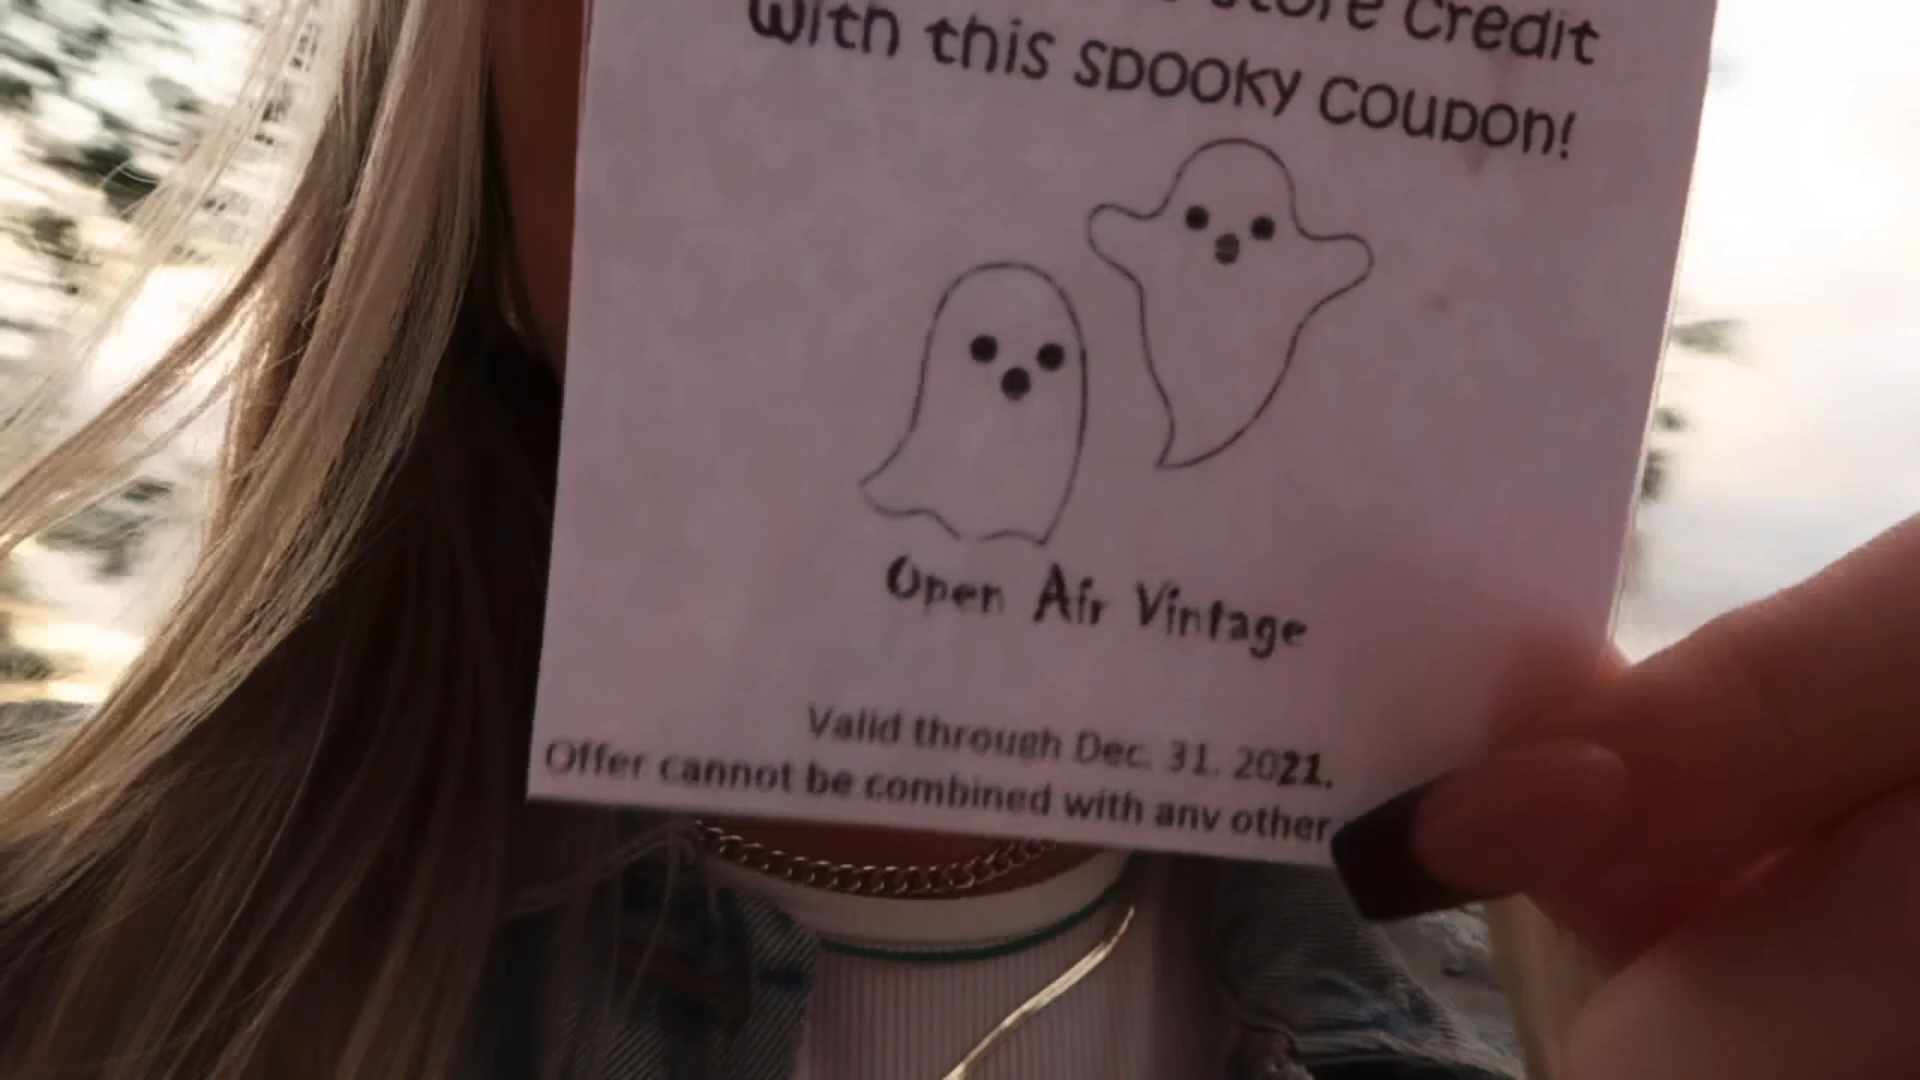 store credit
with this spooky coupon!
Open Air Vintage
Valid through Dec. 31, 2021.
Offer cannot be combined with any other